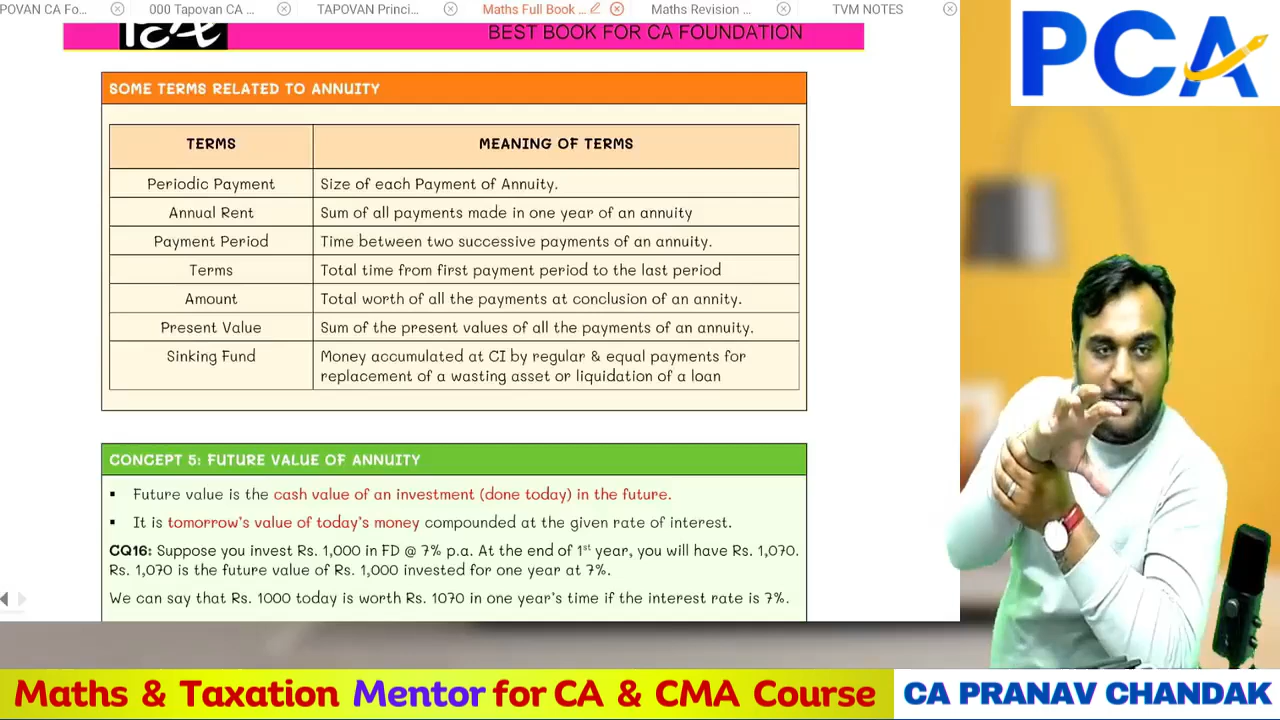 POVAN CA Fo...
000 Tapovan CA ...
TAPOVAN Princi...
Maths Full Book ...
Maths Revision ...
TVM NOTES
BEST BOOK FOR CA FOUNDATION
PCA
SOME TERMS RELATED TO ANNUITY
TERMS MEANING OF TERMS
Periodic Payment Size of each Payment of Annuity.
Annual Rent Sum of all payments made in one year of an annuity
Payment Period Time between two successive payments of an annuity.
Terms Total time from first payment period to the last period
Amount Total worth of all the payments at conclusion of an annity.
Present Value Sum of the present values of all the payments of an annuity.
Sinking Fund Money accumulated at CI by regular & equal payments for
replacement of a wasting asset or liquidation of a loan
CONCEPT 5: FUTURE VALUE OF ANNUITY
▪ Future value is the cash value of an investment (done today) in the future.
▪ It is tomorrow's value of today's money compounded at the given rate of interest.
CQ16: Suppose you invest Rs. 1,000 in FD @ 7% p.a. At the end of 1st year, you will have Rs. 1,070.
Rs. 1,070 is the future value of Rs. 1,000 invested for one year at 7%.
We can say that Rs. 1000 today is worth Rs. 1070 in one year's time if the interest rate is 7%.
Maths & Taxation Mentor for CA & CMA Course
CA PRANAV CHANDAK